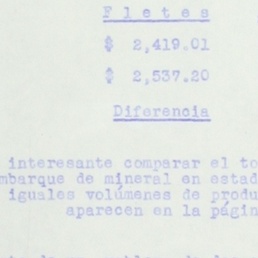 F l e t e s
$ 2,419.01
$ 2,537.20
Diferencia
interesante comparar el to
mbarque de mineral en estad
iguales volúmenes de produ
aparecen en la págin